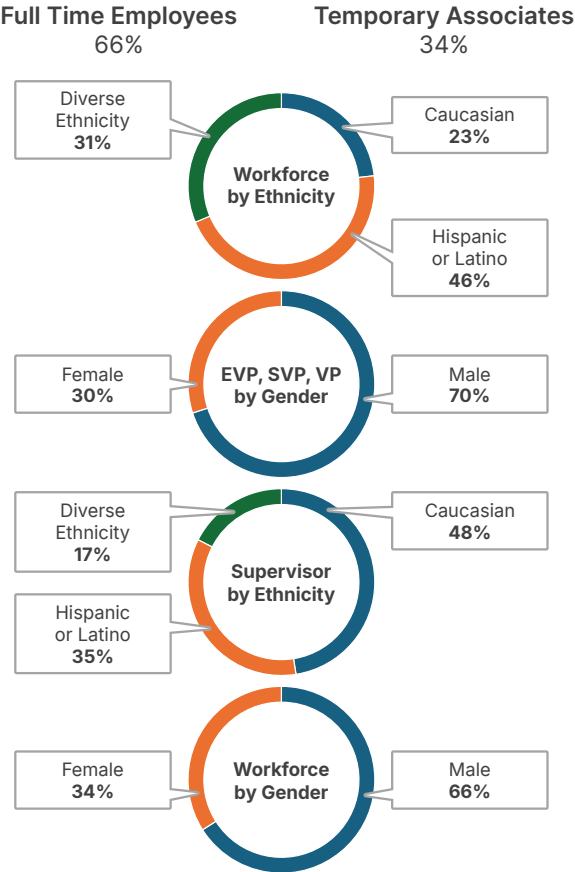 Full Time Employees
66%
Temporary Associates
34%
Diverse
Ethnicity
31%
Caucasian
23%
Workforce
by Ethnicity
Hispanic
or Latino
46%
Female
30%
EVP, SVP, VP
by Gender
Male
70%
Diverse
Ethnicity
17%
Caucasian
48%
Supervisor
by Ethnicity
Hispanic
or Latino
35%
Female
34%
Workforce
by Gender
Male
66%